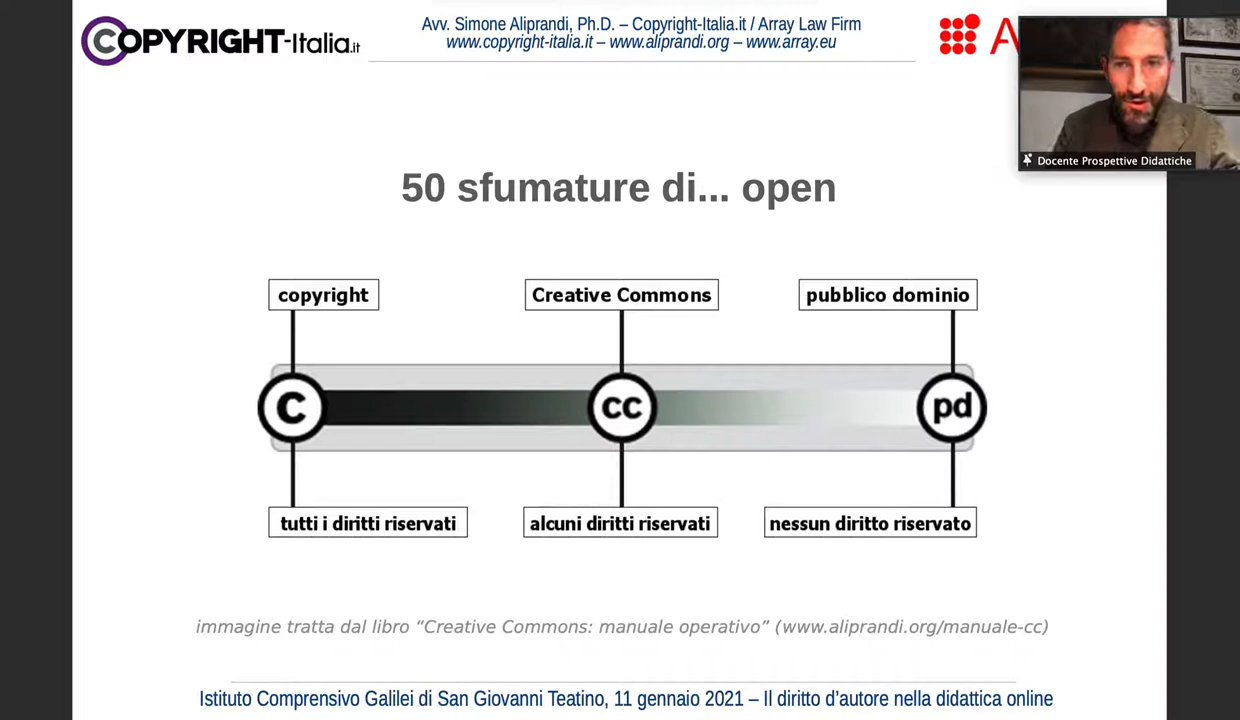 COPYRIGHT-Italia.it
Avv. Simone Aliprandi, Ph.D. – Copyright-Italia.it / Array Law Firm
www.copyright-italia.it – www.aliprandi.org – www.array.eu
A
Docente Prospettive Didattiche
50 sfumature di... open
copyright
Creative Commons
pubblico dominio
C
cc
pd
tutti i diritti riservati
alcuni diritti riservati
nessun diritto riservato
immagine tratta dal libro “Creative Commons: manuale operativo” (www.aliprandi.org/manuale-cc)
Istituto Comprensivo Galilei di San Giovanni Teatino, 11 gennaio 2021 – Il diritto d’autore nella didattica online